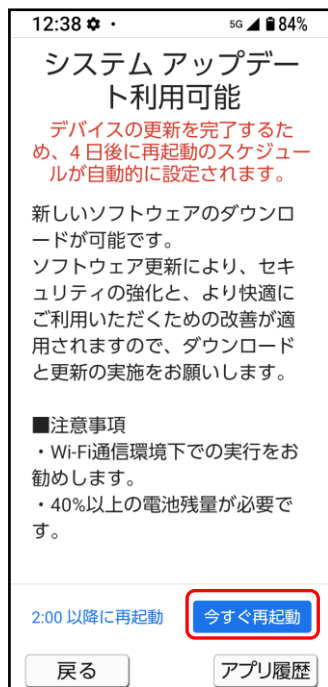 12:38 5G 84%
システム アップデー
ト利用可能
デバイスの更新を完了するた
め、4 日後に再起動のスケジュー
ルが自動的に設定されます。
新しいソフトウェアのダウンロ
ードが可能です。
ソフトウェア更新により、セキ
ュリティの強化と、より快適に
ご利用いただくための改善が適
用されますので、ダウンロード
と更新の実施をお願いします。
■注意事項
・Wi-Fi通信環境下での実行をお
勧めします。
・40%以上の電池残量が必要で
す。
2:00 以降に再起動 今すぐ再起動
戻る アプリ履歴